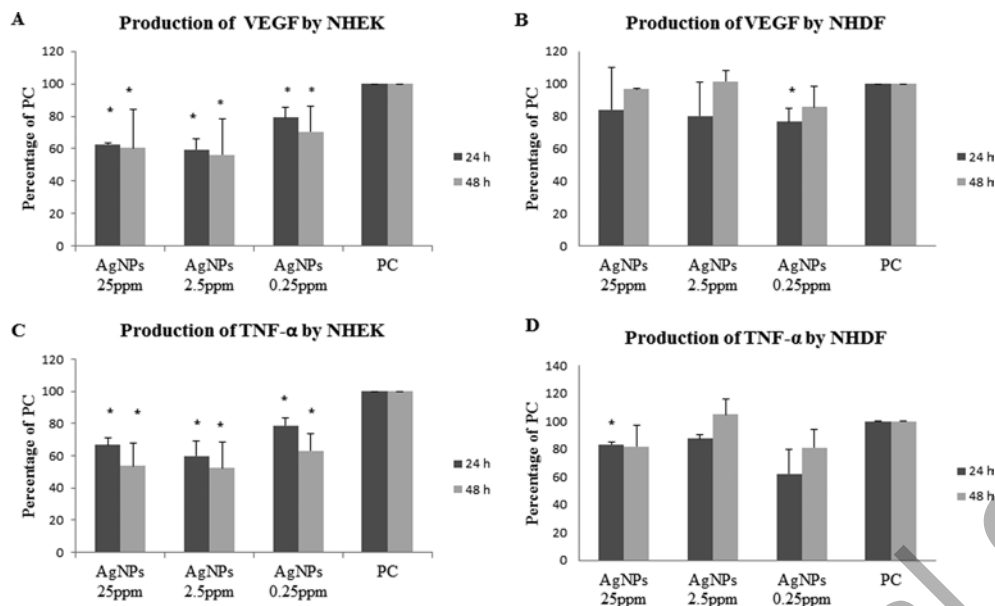 A
Production of VEGF by NHEK
Percentage of PC
120
100
80
60
40
20
0
* * * * * *
AgNPs 25ppm
AgNPs 2.5ppm
AgNPs 0.25ppm
PC
24 h
48 h
B
Production of VEGF by NHDF
Percentage of PC
120
100
80
60
40
20
0
*
AgNPs 25ppm
AgNPs 2.5ppm
AgNPs 0.25ppm
PC
24 h
48 h
C
Production of TNF-α by NHEK
Percentage of PC
120
100
80
60
40
20
0
* * * * * *
AgNPs 25ppm
AgNPs 2.5ppm
AgNPs 0.25ppm
PC
24 h
48 h
D
Production of TNF-α by NHDF
Percentage of PC
140
120
100
80
60
40
20
0
*
AgNPs 25ppm
AgNPs 2.5ppm
AgNPs 0.25ppm
PC
24 h
48 h